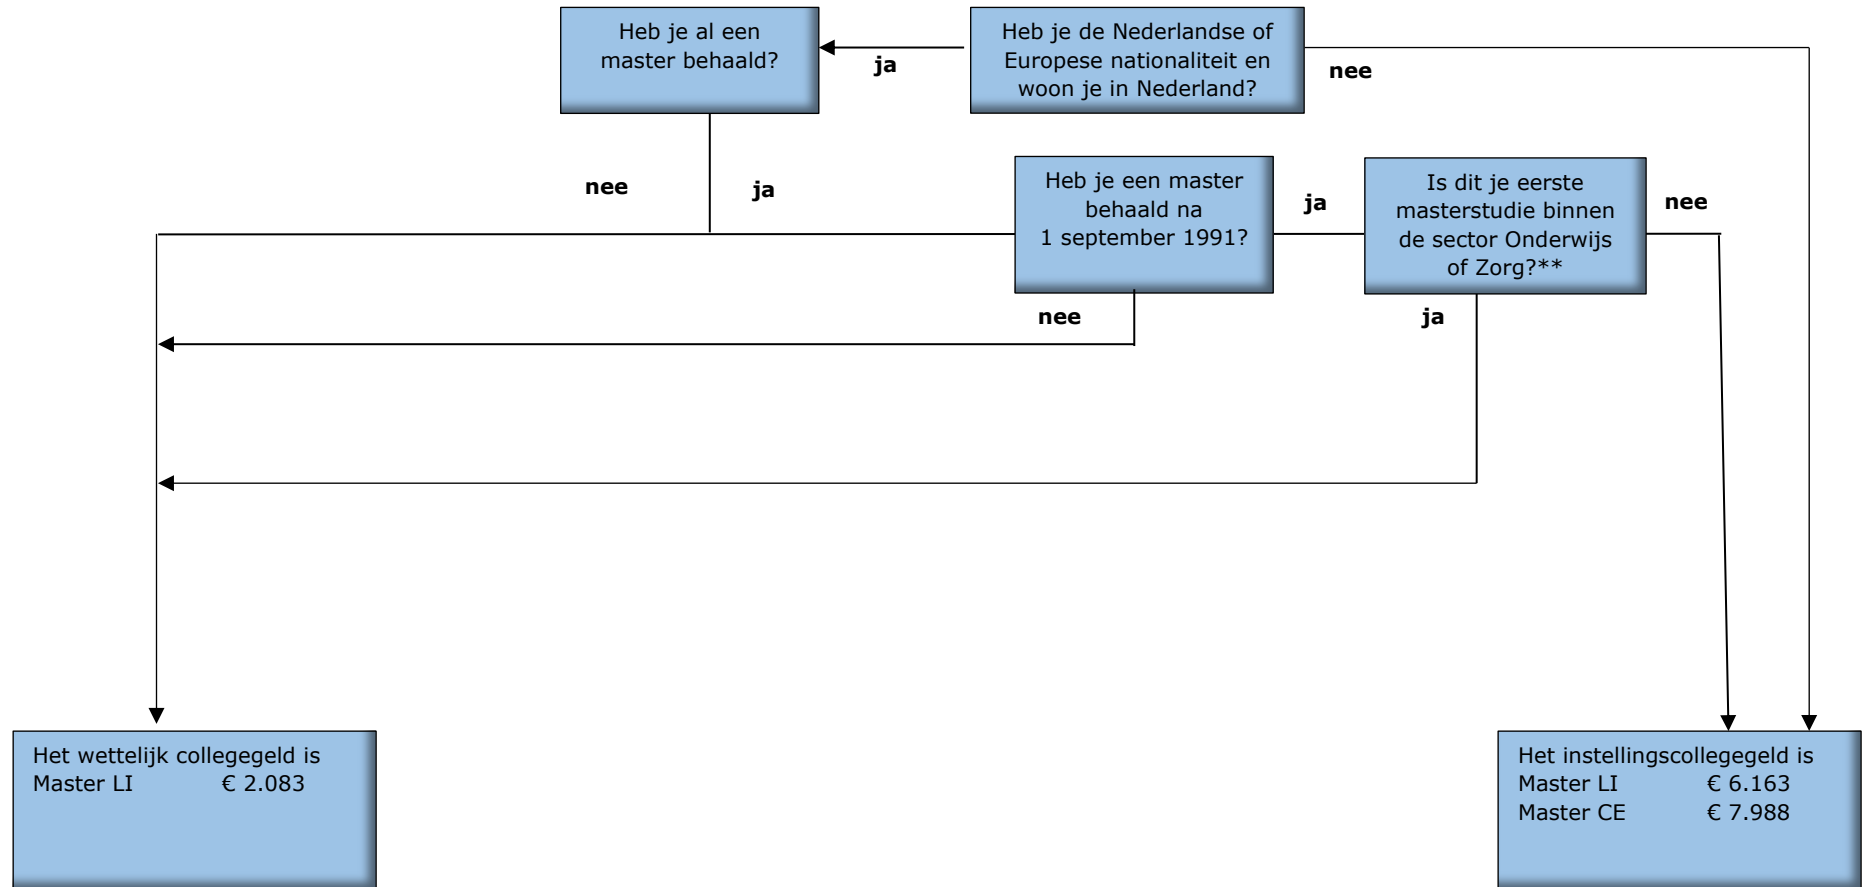 Heb je al een
master behaald?
ja
Heb je de Nederlandse of
Europese nationaliteit en
woon je in Nederland?
nee
nee
ja
Heb je een master
behaald na
1 september 1991?
ja
Is dit je eerste
masterstudie binnen
de sector Onderwijs
of Zorg?**
nee
nee
ja
Het wettelijk collegegeld is
Master LI € 2.083
Het instellingscollegegeld is
Master LI € 6.163
Master CE € 7.988